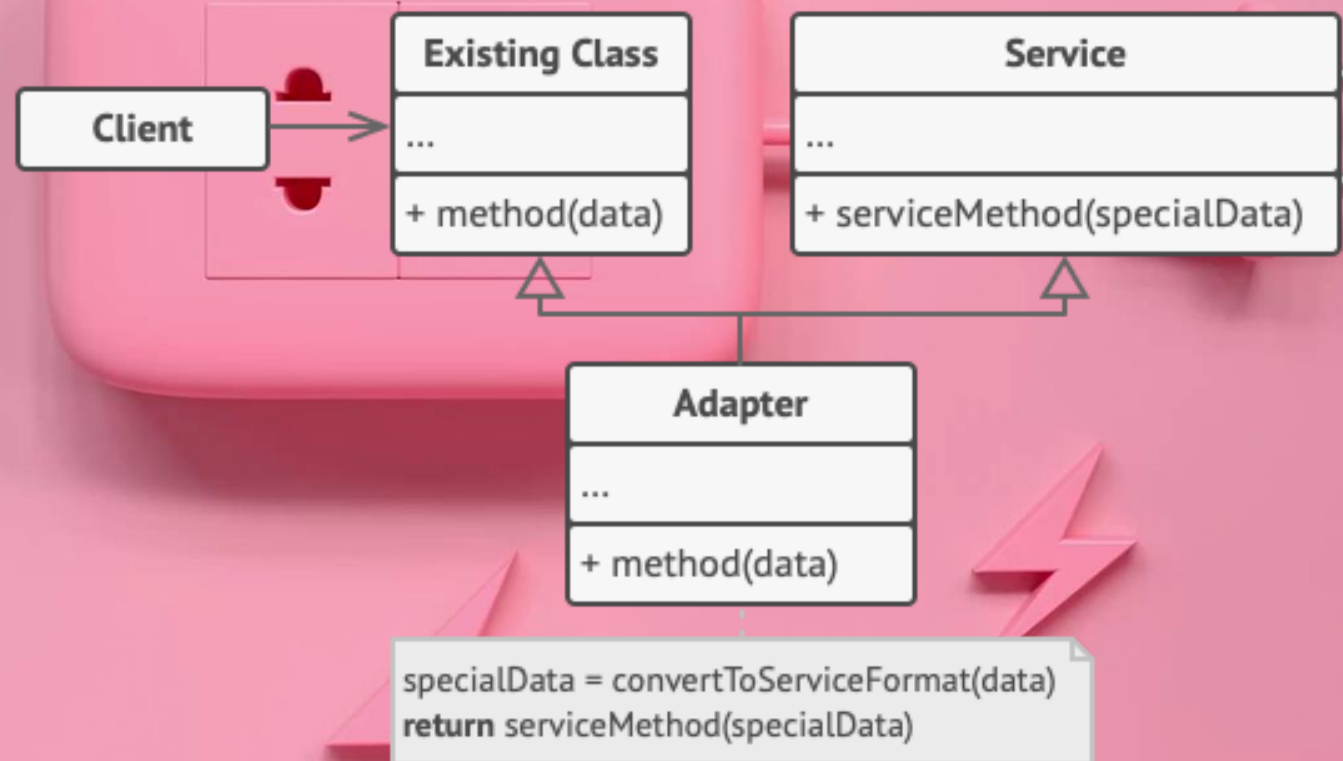 Client
Existing Class
...
+ method(data)
Service
...
+ serviceMethod(specialData)
Adapter
...
+ method(data)
specialData = convertToServiceFormat(data)
return serviceMethod(specialData)